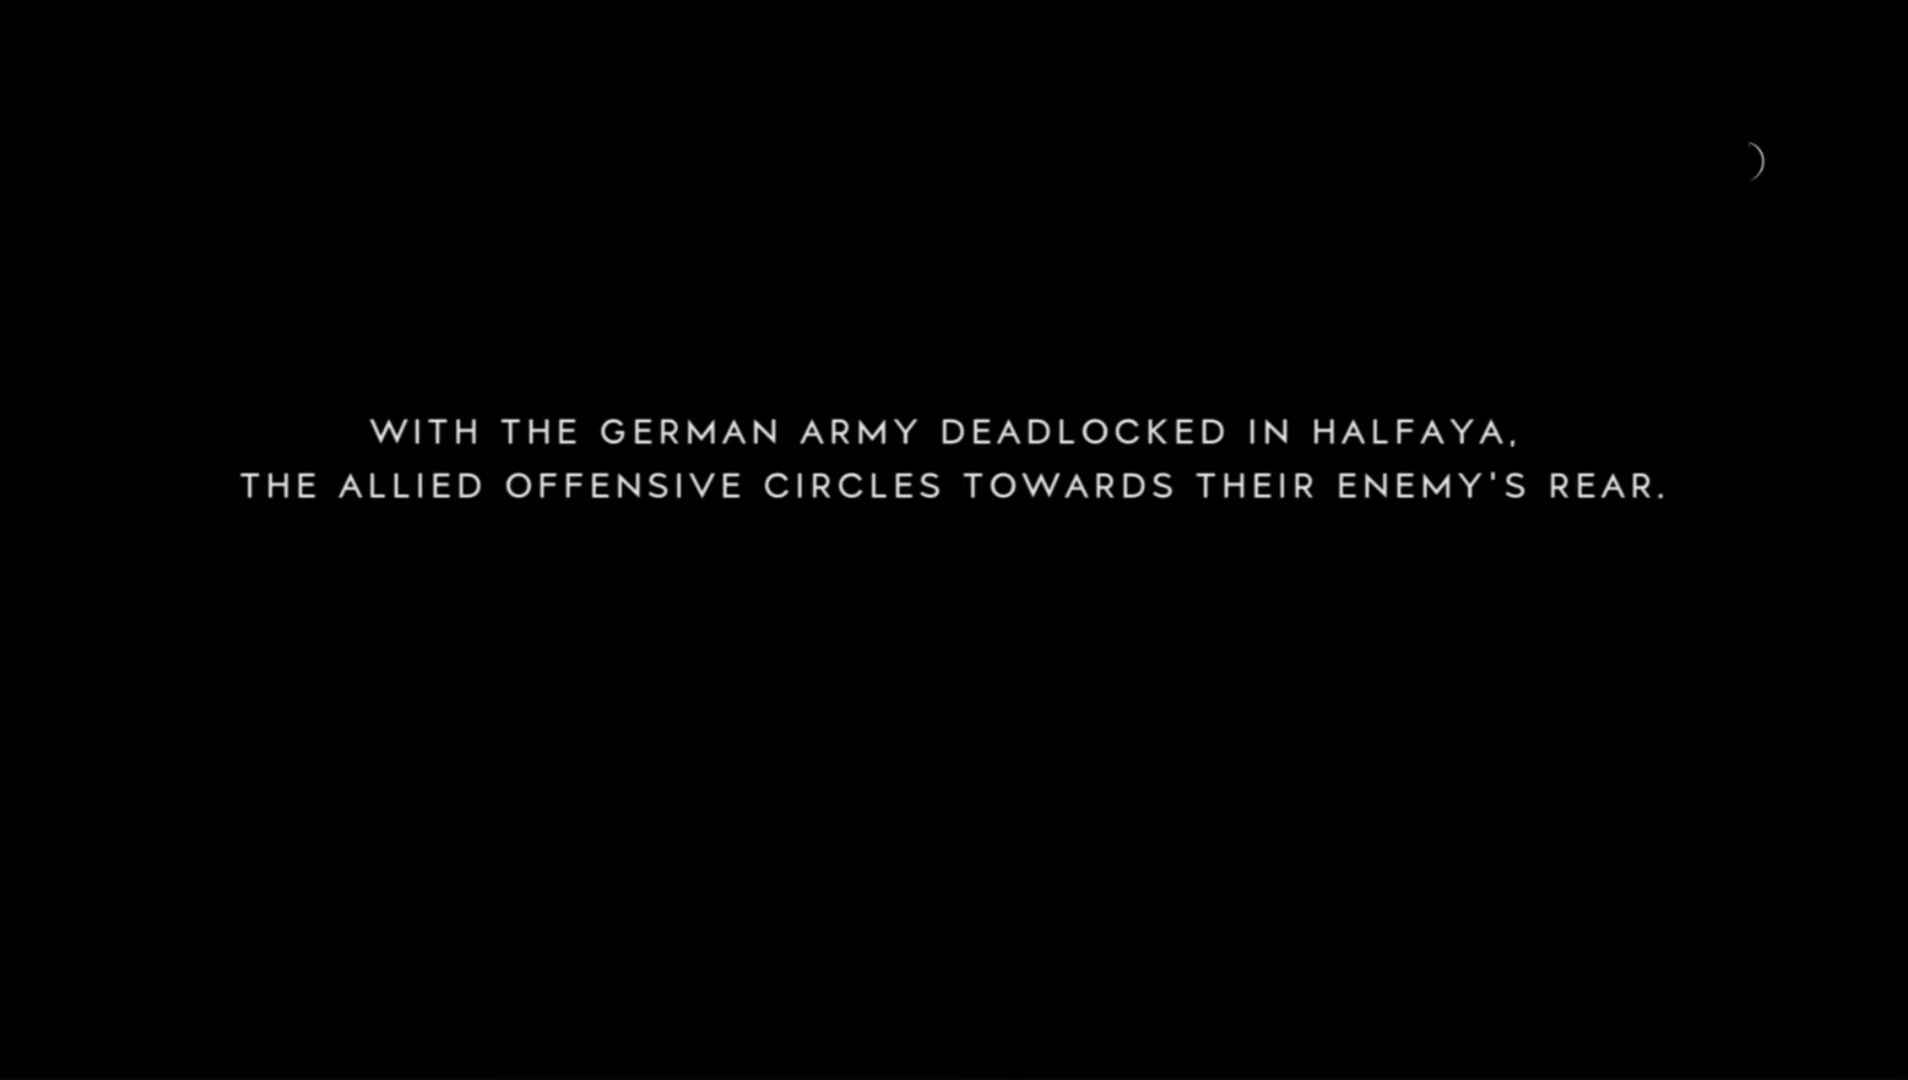 WITH THE GERMAN ARMY DEADLOCKED IN HALFAYA,
THE ALLIED OFFENSIVE CIRCLES TOWARDS THEIR ENEMY'S REAR.